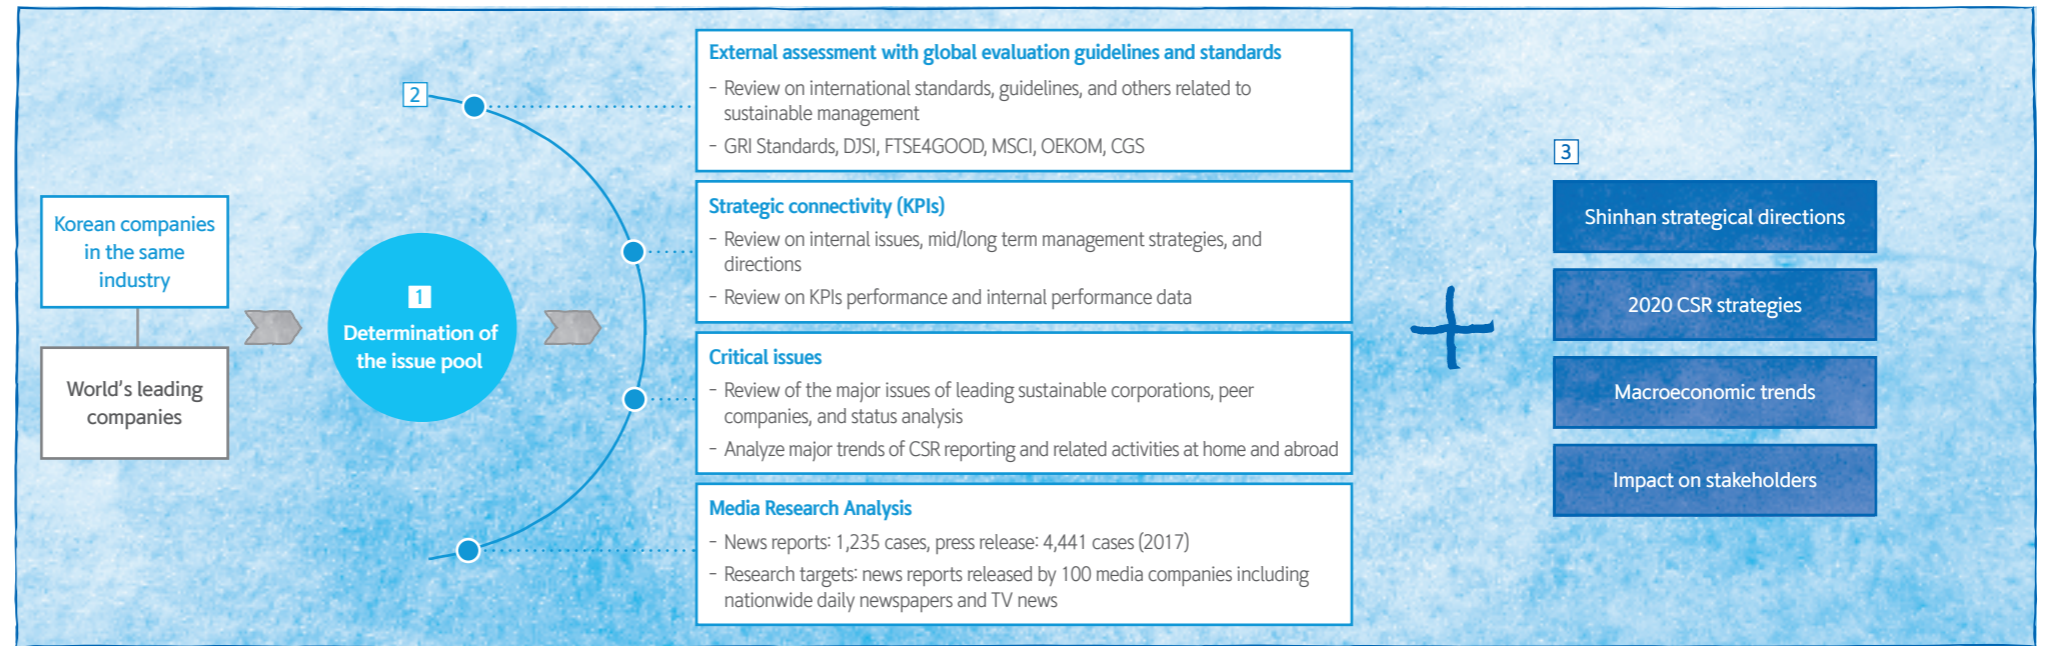 Korean companies
in the same
industry
World's leading
companies
1
Determination of
the issue pool
2
External assessment with global evaluation guidelines and standards
- Review on international standards, guidelines, and others related to
sustainable management
- GRI Standards, DJSI, FTSE4GOOD, MSCI, OEKOM, CGS
Strategic connectivity (KPIs)
- Review on internal issues, mid/long term management strategies, and
directions
- Review on KPIs performance and internal performance data
Critical issues
- Review of the major issues of leading sustainable corporations, peer
companies, and status analysis
- Analyze major trends of CSR reporting and related activities at home and abroad
Media Research Analysis
- News reports: 1,235 cases, press release: 4,441 cases (2017)
- Research targets: news reports released by 100 media companies including
nationwide daily newspapers and TV news
3
Shinhan strategical directions
2020 CSR strategies
Macroeconomic trends
Impact on stakeholders